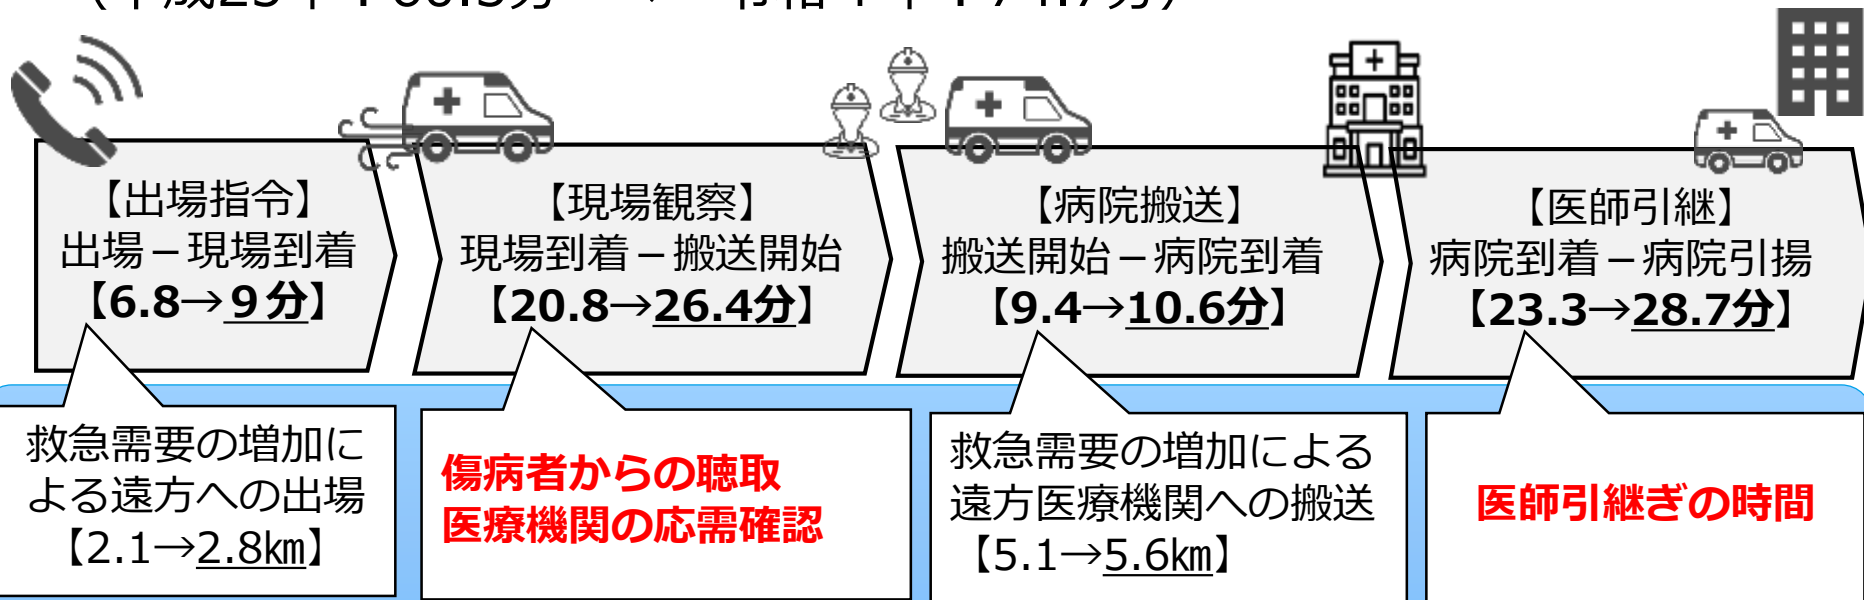 【出場指令】
出場－現場到着
【6.8→９分】
【現場観察】
現場到着－搬送開始
【20.8→26.4分】
【病院搬送】
搬送開始－病院到着
【9.4→10.6分】
【医師引継】
病院到着－病院引揚
【23.3→28.7分】
救急需要の増加に
よる遠方への出場
【2.1→2.8㎞】
傷病者からの聴取
医療機関の応需確認
救急需要の増加による
遠方医療機関への搬送
【5.1→5.6㎞】
医師引継ぎの時間